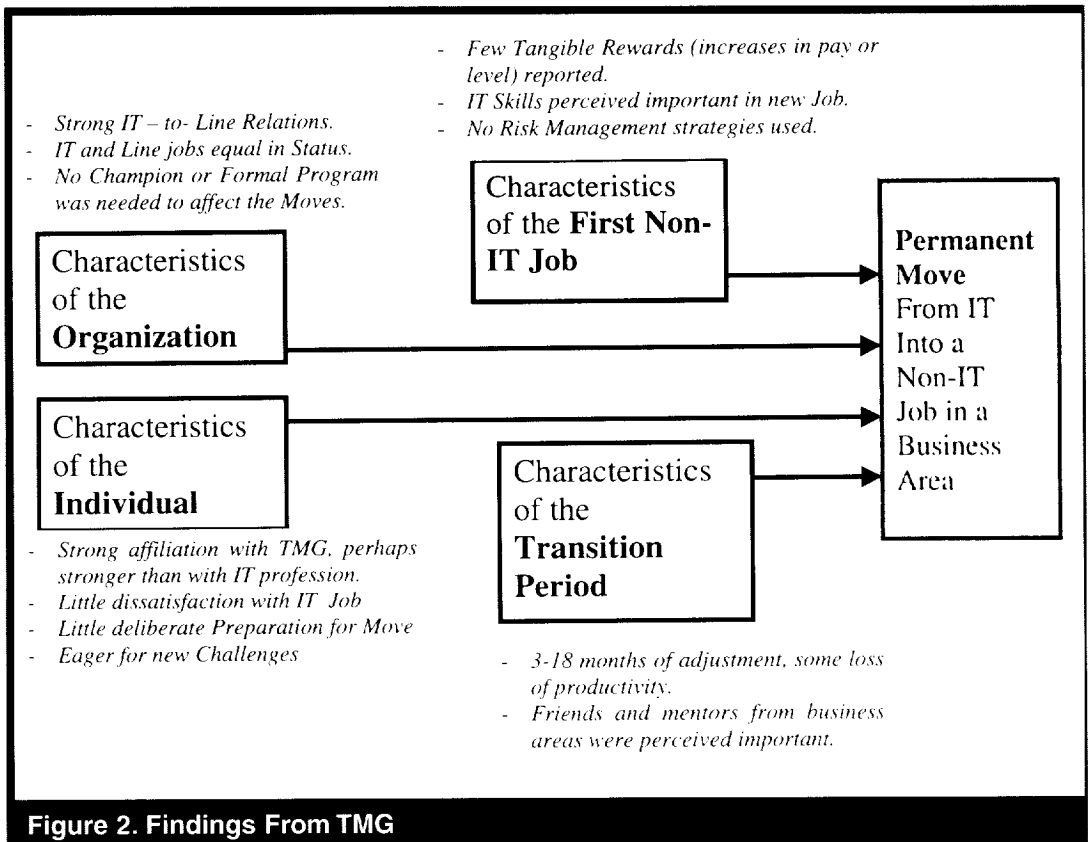 - Few Tangible Rewards (increases in pay or
level) reported.
- IT Skills perceived important in new Job.
- No Risk Management strategies used.
- Strong IT – to- Line Relations.
- IT and Line jobs equal in Status.
- No Champion or Formal Program
was needed to affect the Moves.
Characteristics
of the First Non-
IT Job
Characteristics
of the
Organization
Permanent
Move
From IT
Into a
Non-IT
Job in a
Business
Area
Characteristics
of the
Individual
Characteristics
of the
Transition
Period
- Strong affiliation with TMG, perhaps
stronger than with IT profession.
- Little dissatisfaction with IT Job
- Little deliberate Preparation for Move
- Eager for new Challenges
- 3-18 months of adjustment, some loss
of productivity.
- Friends and mentors from business
areas were perceived important.
Figure 2. Findings From TMG